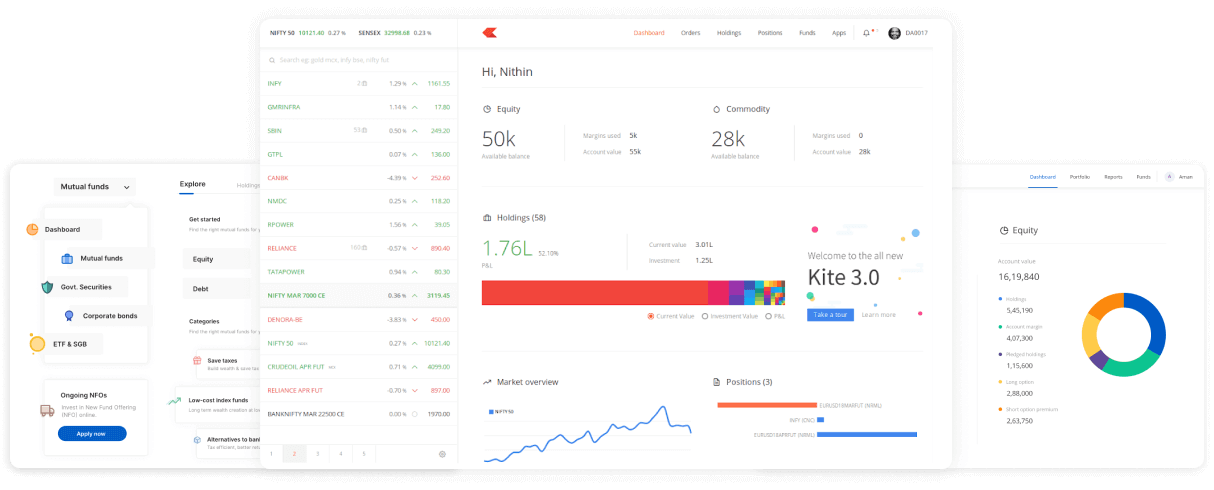 Mutual funds
Dashboard
Mutual funds
Govt. Securities
Corporate bonds
ETF & SGB
Ongoing NFOs
Invest in New Fund Offering
(NFO) online.
Apply now
Explore Holdings
Get started
Find the right mutual funds for
Equity
Debt
Categories
Find the right mutual funds for
Save taxes
Build wealth & save tax
Low-cost index funds
Long term wealth creation at
Alternatives to bank
Tax efficient, better
NIFTY 50 10121.40 0.27 % SENSEX 32998.68 0.23 %
Search eg: gold mcx, infy bse, nifty fut
INFY 2 1.29 % 1161.55
GMRINFRA 1.14 % 17.80
SBIN 53 0.50 % 249.20
GTPL 0.07 % 136.00
CANBK -4.39 % 252.60
NMDC 0.25 % 118.20
RPOWER 1.56 % 39.05
RELIANCE 160 -0.57 % 890.40
TATAPOWER 0.94 % 80.30
NIFTY MAR 7000 CE 0.36 % 3119.45
DENORA-BE -3.83 % 450.00
NIFTY 50 INDEX 0.27 % 10121.40
CRUDEOIL APR FUT MCX 0.71 % 4099.00
RELIANCE APR FUT -0.70 % 897.00
BANKNIFTY MAR 22500 CE 0.00 % 1970.00
1 2 3 4 5
Dashboard Orders Holdings Positions Funds Apps DA0017
Hi, Nithin
Equity
50k
Available balance
Margins used 5k
Account value 55k
Commodity
28k
Available balance
Margins used 0
Account value 28k
Holdings (58)
1.76L 52.10%
P&L
Current value 3.01L
Investment 1.25L
Current Value Investment Value P&L
Welcome to the all new
Kite 3.0
Take a tour Learn more
Market overview
NIFTY 50
Positions (3)
EURUSD18MARFUT (NRML)
INFY (CNC)
EURUSD18APRFUT (NRML)
Dashboard Portfolio Reports Funds A Aman
Equity
Account value
16,19,840
Holdings
5,45,190
Account margin
4,07,300
Pledged holdings
1,15,600
Long option
2,88,000
Short option premium
2,63,750